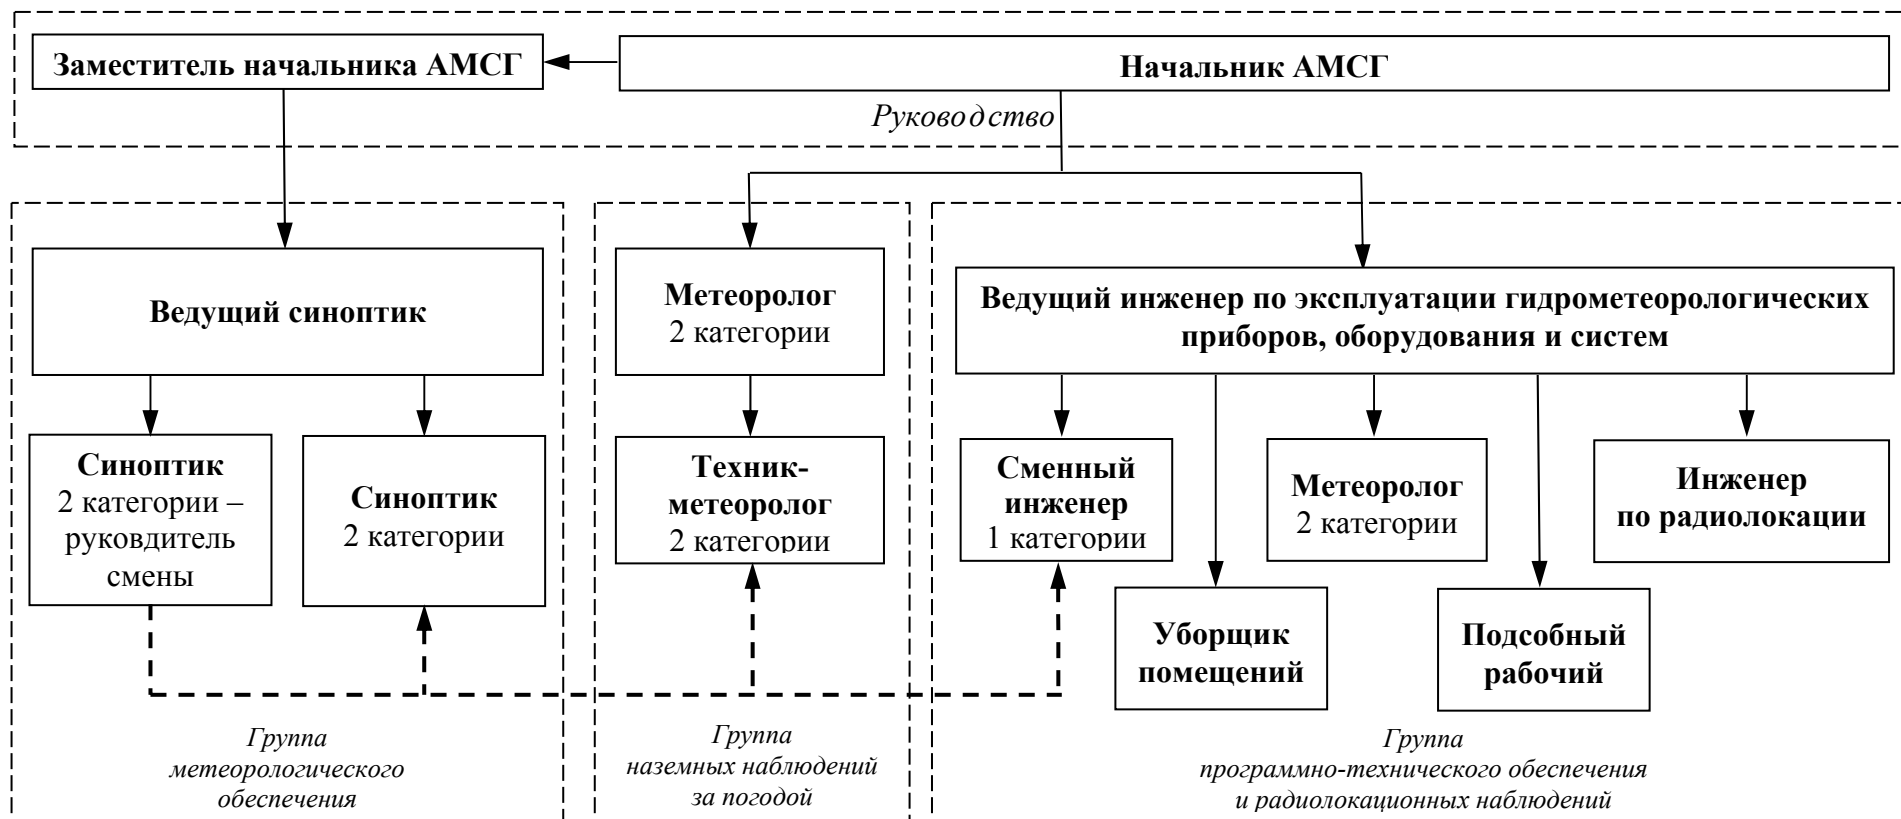 Заместитель начальника АМСГ
Начальник АМСГ
Руководство
Ведущий синоптик
Метеоролог
2 категории
Ведущий инженер по эксплуатации гидрометеорологических
приборов, оборудования и систем
Синоптик
2 категории –
руковдитель
смены
Синоптик
2 категории
Техник-
метеоролог
2 категории
Сменный
инженер
1 категории
Метеоролог
2 категории
Инженер
по радиолокации
Уборщик
помещений
Подсобный
рабочий
Группа
метеорологического
обеспечения
Группа
наземных наблюдений
за погодой
Группа
программно-технического обеспечения
и радиолокационных наблюдений